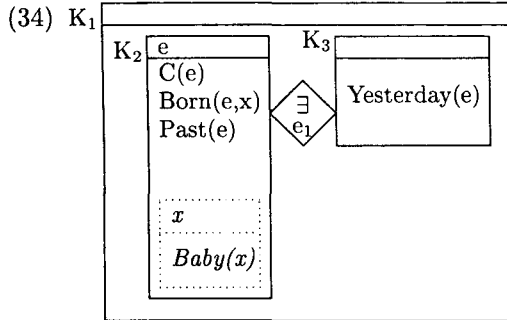 (34) K1
K2 e K3
C(e)
Born(e,x) ∃ Yesterday(e)
Past(e) e1
x
Baby(x)